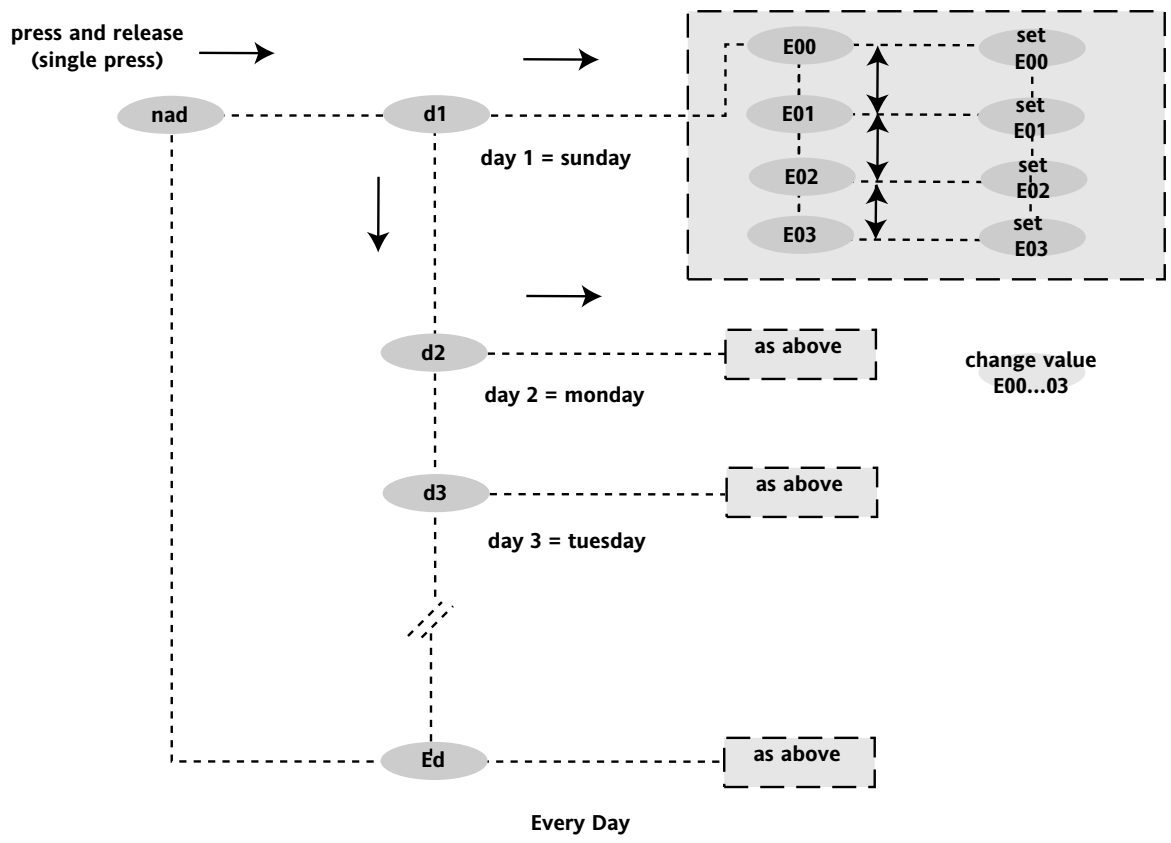 press and release
(single press)
nad
d1
day 1 = sunday
E00
set
E00
E01
set
E01
E02
set
E02
E03
set
E03
d2
as above
day 2 = monday
change value
E00...03
d3
as above
day 3 = tuesday
Ed
as above
Every Day